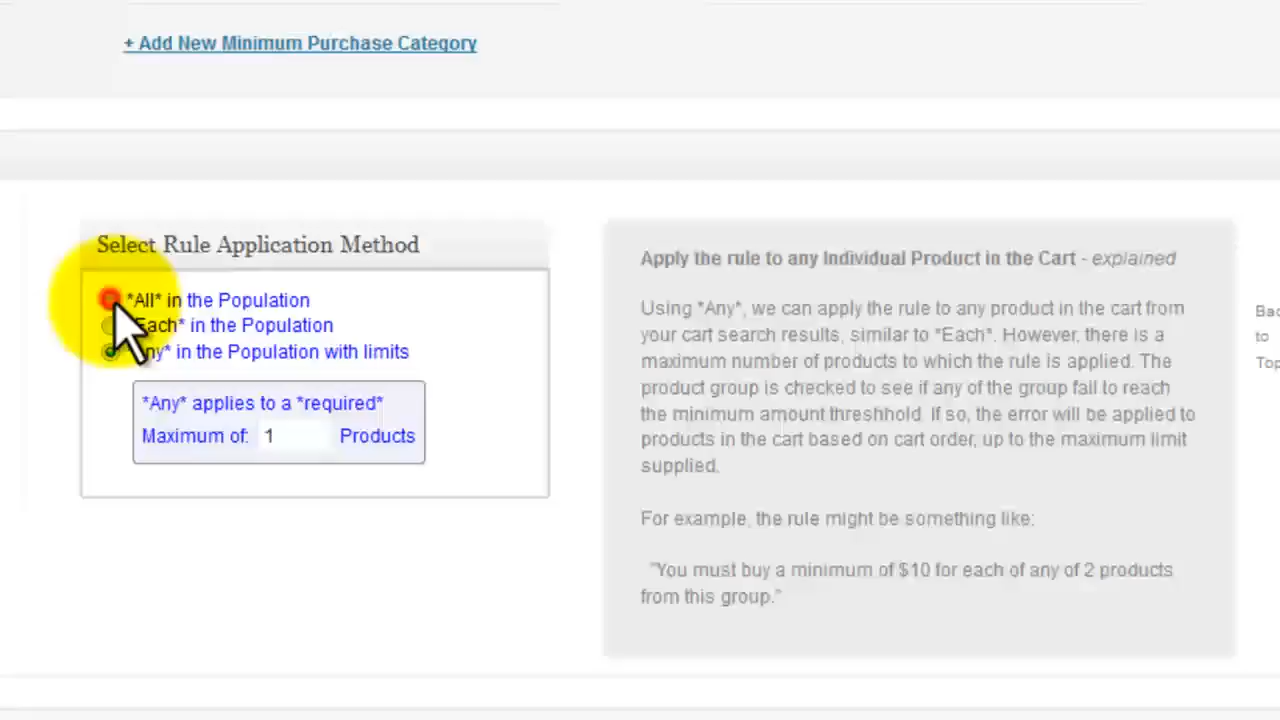 + Add New Minimum Purchase Category
Select Rule Application Method
*All* in the Population
Each* in the Population
ny* in the Population with limits
*Any* applies to a *required*
Maximum of: 1 Products
Apply the rule to any Individual Product in the Cart - explained
Using *Any*, we can apply the rule to any product in the cart from
your cart search results, similar to *Each*. However, there is a
maximum number of products to which the rule is applied. The
product group is checked to see if any of the group fail to reach
the minimum amount threshhold. If so, the error will be applied to
products in the cart based on cart order, up to the maximum limit
supplied.
For example, the rule might be something like:
"You must buy a minimum of $10 for each of any of 2 products
from this group."
Bac
to
Top